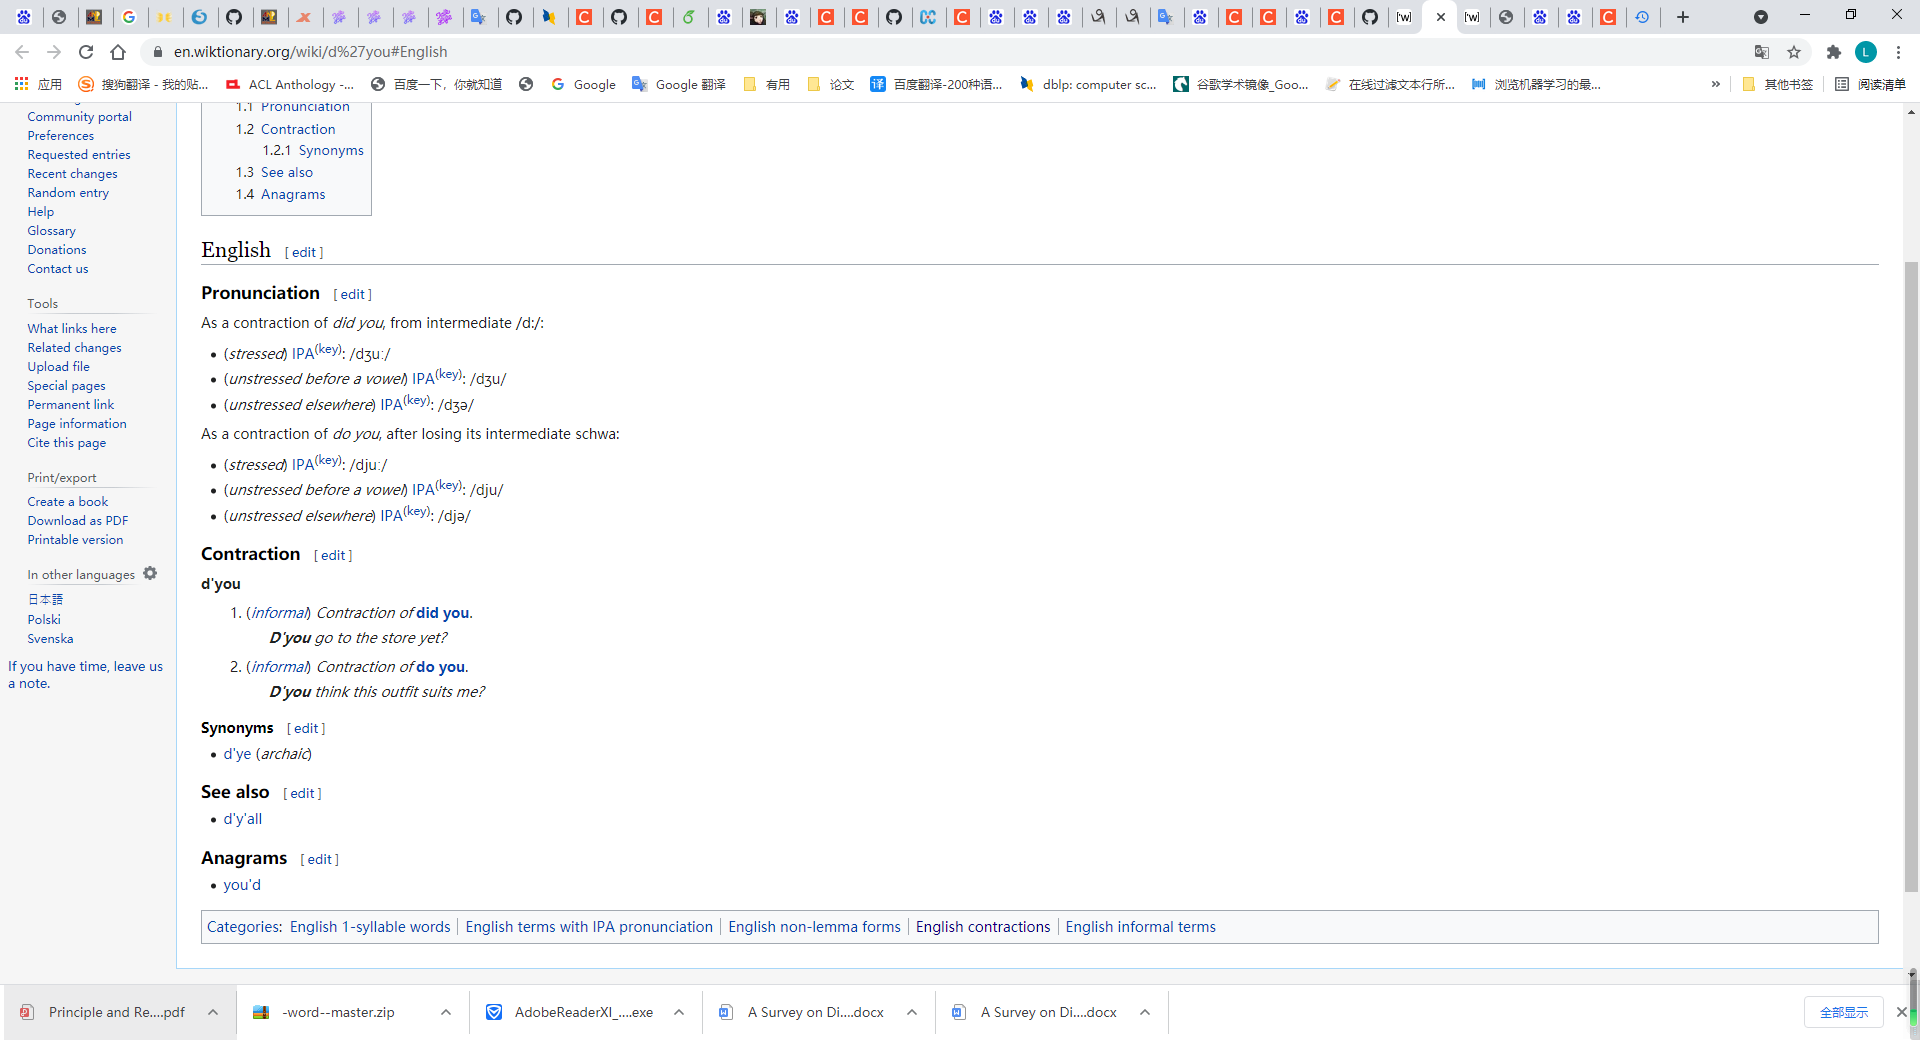 en.wiktionary.org/wiki/d%27you#English
L
应用 搜狗翻译 - 我的贴... ACL Anthology -... 百度一下，你就知道 Google Google 翻译 有用 论文 百度翻译-200种语... dblp: computer sc... 谷歌学术镜像_Goo... 在线过滤文本行所... 浏览机器学习的最... » 其他书签 阅读清单
1.1 Pronunciation
1.2 Contraction
1.2.1 Synonyms
1.3 See also
1.4 Anagrams
Community portal
Preferences
Requested entries
Recent changes
Random entry
Help
Glossary
Donations
Contact us
Tools
What links here
Related changes
Upload file
Special pages
Permanent link
Page information
Cite this page
Print/export
Create a book
Download as PDF
Printable version
In other languages
日本語
Polski
Svenska
If you have time, leave us
a note.
English [ edit ]
Pronunciation [ edit ]
As a contraction of did you, from intermediate /d:/:
• (stressed) IPA(key): /dʒuː/
• (unstressed before a vowel) IPA(key): /dʒu/
• (unstressed elsewhere) IPA(key): /dʒə/
As a contraction of do you, after losing its intermediate schwa:
• (stressed) IPA(key): /djuː/
• (unstressed before a vowel) IPA(key): /dju/
• (unstressed elsewhere) IPA(key): /djə/
Contraction [ edit ]
d'you
1. (informal) Contraction of did you.
D'you go to the store yet?
2. (informal) Contraction of do you.
D'you think this outfit suits me?
Synonyms [ edit ]
• d'ye (archaic)
See also [ edit ]
• d'y'all
Anagrams [ edit ]
• you'd
Categories: English 1-syllable words | English terms with IPA pronunciation | English non-lemma forms | English contractions | English informal terms
Principle and Re....pdf -word--master.zip AdobeReaderXI_....exe A Survey on Di....docx A Survey on Di....docx 全部显示